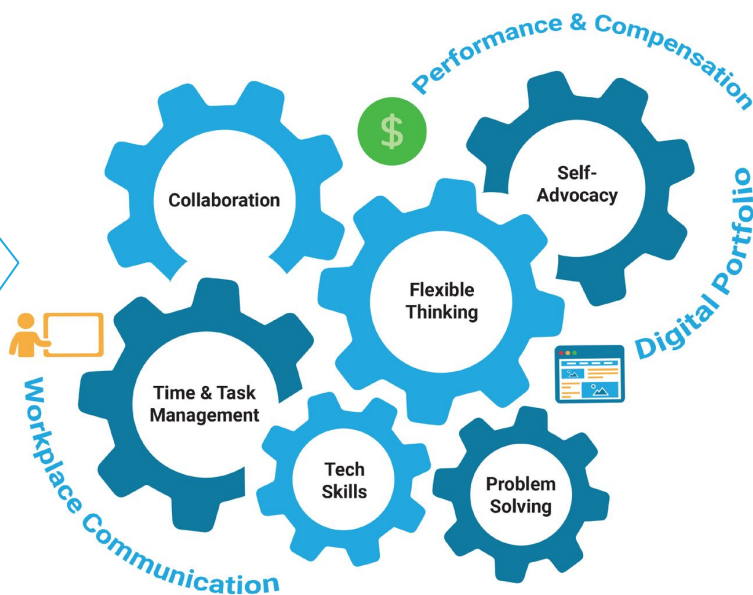 Performance & Compensation
$
Self-
Advocacy
Collaboration
Digital Portfolio
Flexible
Thinking
Time & Task
Management
Workplace Communication
Tech
Skills
Problem
Solving